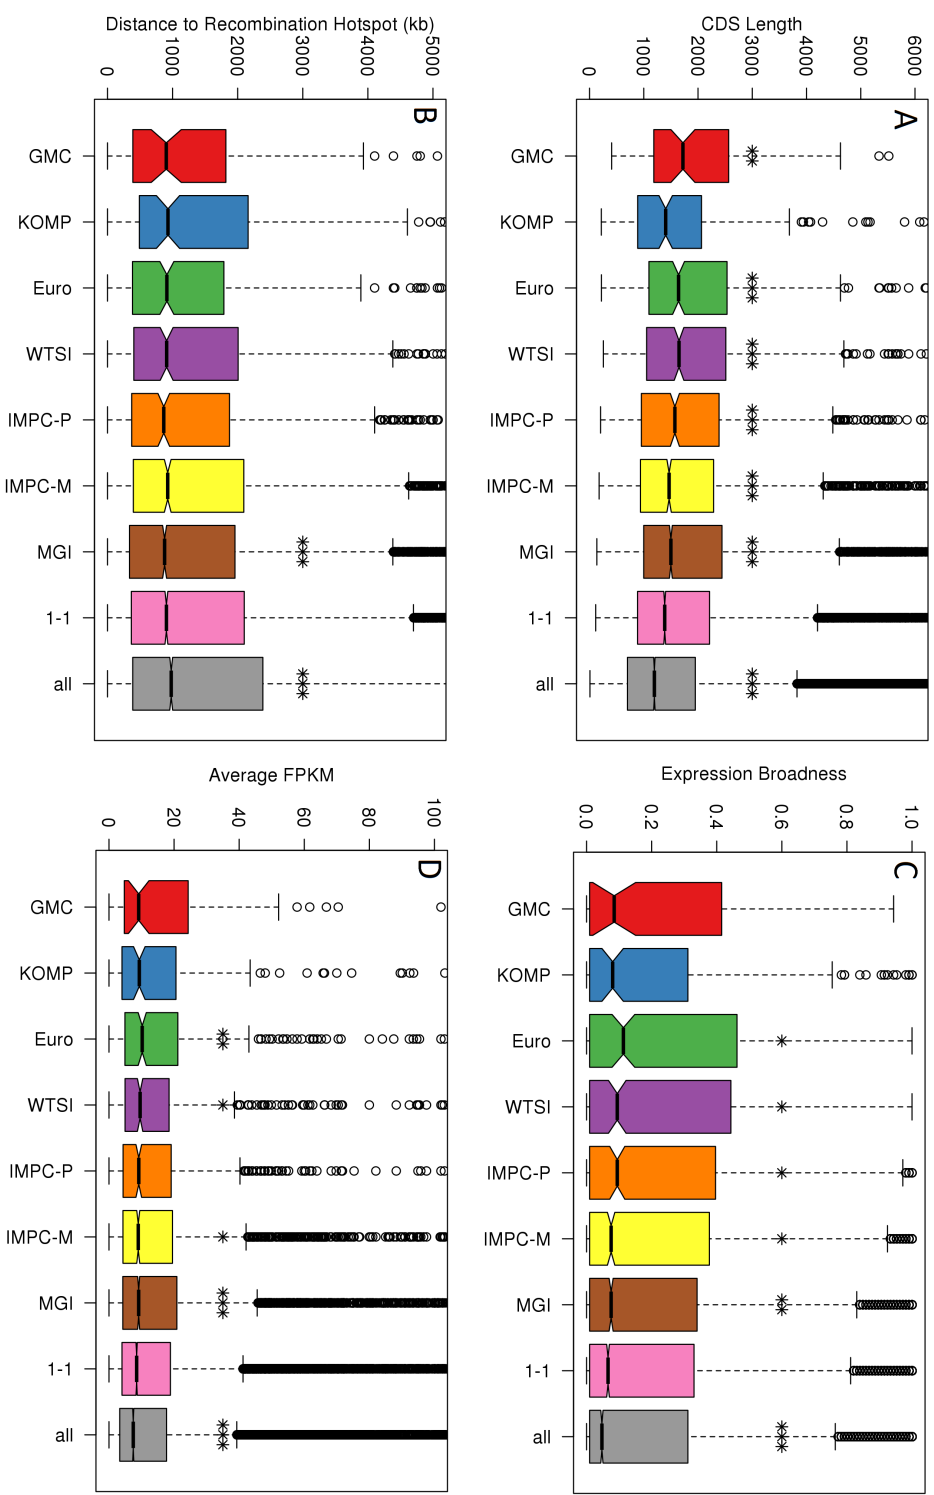 A
CDS Length
0
1000
2000
3000
4000
5000
6000
GMC
**
KOMP
Euro
***
WTSI
***
IMPC-P
***
IMPC-M
***
MGI
***
1-1
all
***
B
Distance to Recombination Hotspot (kb)
0
1000
2000
3000
4000
5000
GMC
KOMP
Euro
WTSI
IMPC-P
IMPC-M
MGI
***
1-1
all
***
C
Expression Broadness
0.0
0.2
0.4
0.6
0.8
1.0
GMC
KOMP
Euro
*
WTSI
*
IMPC-P
*
IMPC-M
*
MGI
**
1-1
all
***
D
Average FPKM
0
20
40
60
80
100
GMC
KOMP
Euro
**
WTSI
*
IMPC-P
IMPC-M
*
MGI
***
1-1
all
***